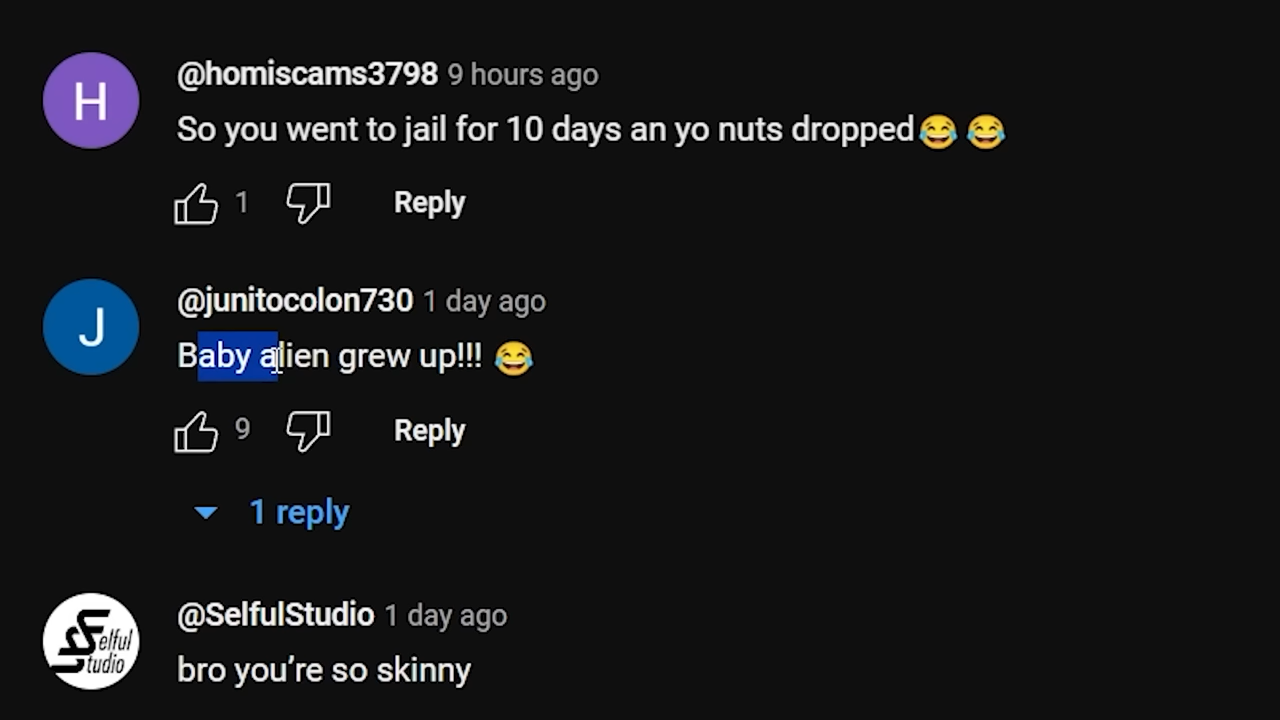 H
@homiscams3798 9 hours ago
So you went to jail for 10 days an yo nuts dropped😂 😂
1 Reply
J
@junitocolon730 1 day ago
Baby alien grew up!!! 😂
9 Reply
1 reply
Selful
Studio
@SelfulStudio 1 day ago
bro you’re so skinny